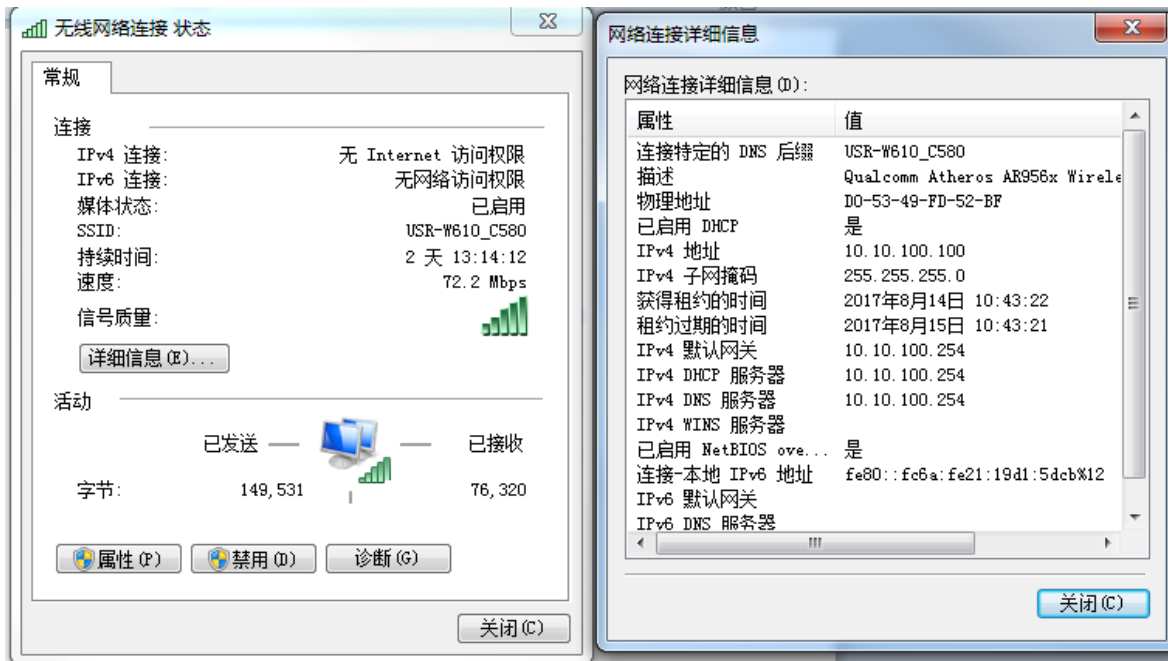 无线网络连接 状态
常规
连接
IPv4 连接: 无 Internet 访问权限
IPv6 连接: 无网络访问权限
媒体状态: 已启用
SSID: USR-W610_C580
持续时间: 2 天 13:14:12
速度: 72.2 Mbps
信号质量:
详细信息(E)...
活动
已发送 — — 已接收
字节: 149,531 76,320
属性(P) 禁用(D) 诊断(G)
关闭(C)
网络连接详细信息
网络连接详细信息(D):
属性 值
连接特定的 DNS 后缀 USR-W610_C580
描述 Qualcomm Atheros AR956x Wirele
物理地址 D0-53-49-FD-52-BF
已启用 DHCP 是
IPv4 地址 10.10.100.100
IPv4 子网掩码 255.255.255.0
获得租约的时间 2017年8月14日 10:43:22
租约过期的时间 2017年8月15日 10:43:21
IPv4 默认网关 10.10.100.254
IPv4 DHCP 服务器 10.10.100.254
IPv4 DNS 服务器 10.10.100.254
IPv4 WINS 服务器
已启用 NetBIOS ove... 是
连接-本地 IPv6 地址 fe80::fc6a:fe21:19d1:5dcb%12
IPv6 默认网关
IPv6 DNS 服务器
关闭(C)